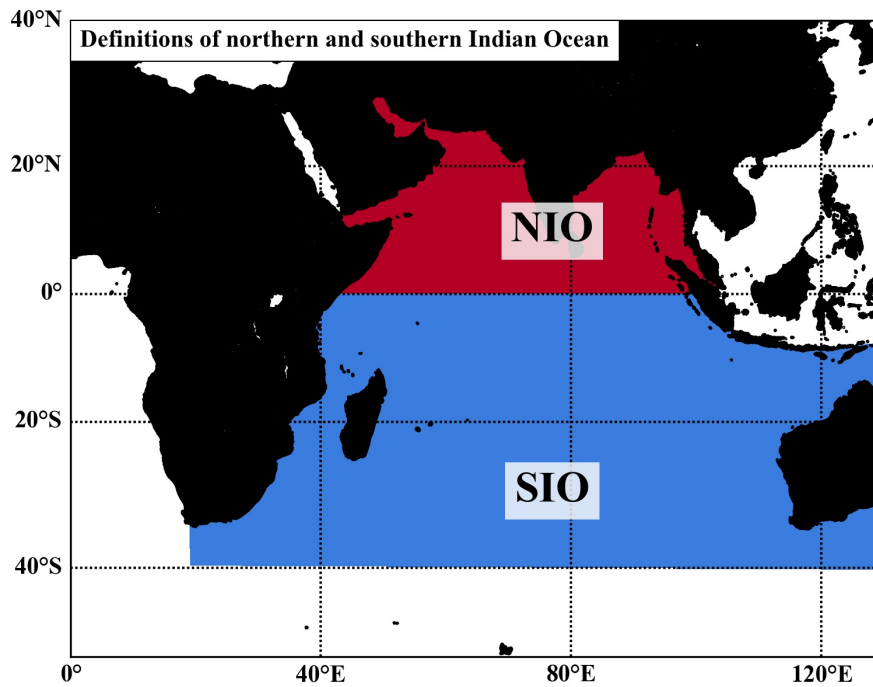 40°N
Definitions of northern and southern Indian Ocean
20°N
NIO
0°
20°S
SIO
40°S
0°
40°E
80°E
120°E